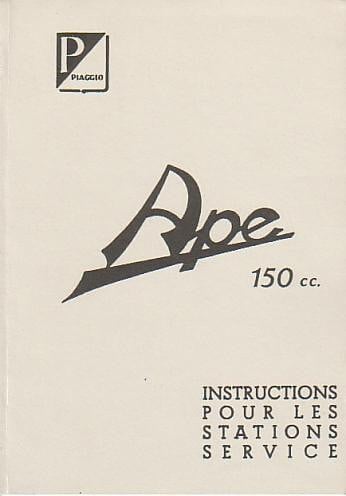 P
PIAGGIO
Ape
150 cc.
INSTRUCTIONS
POUR LES
STATIONS
SERVICE